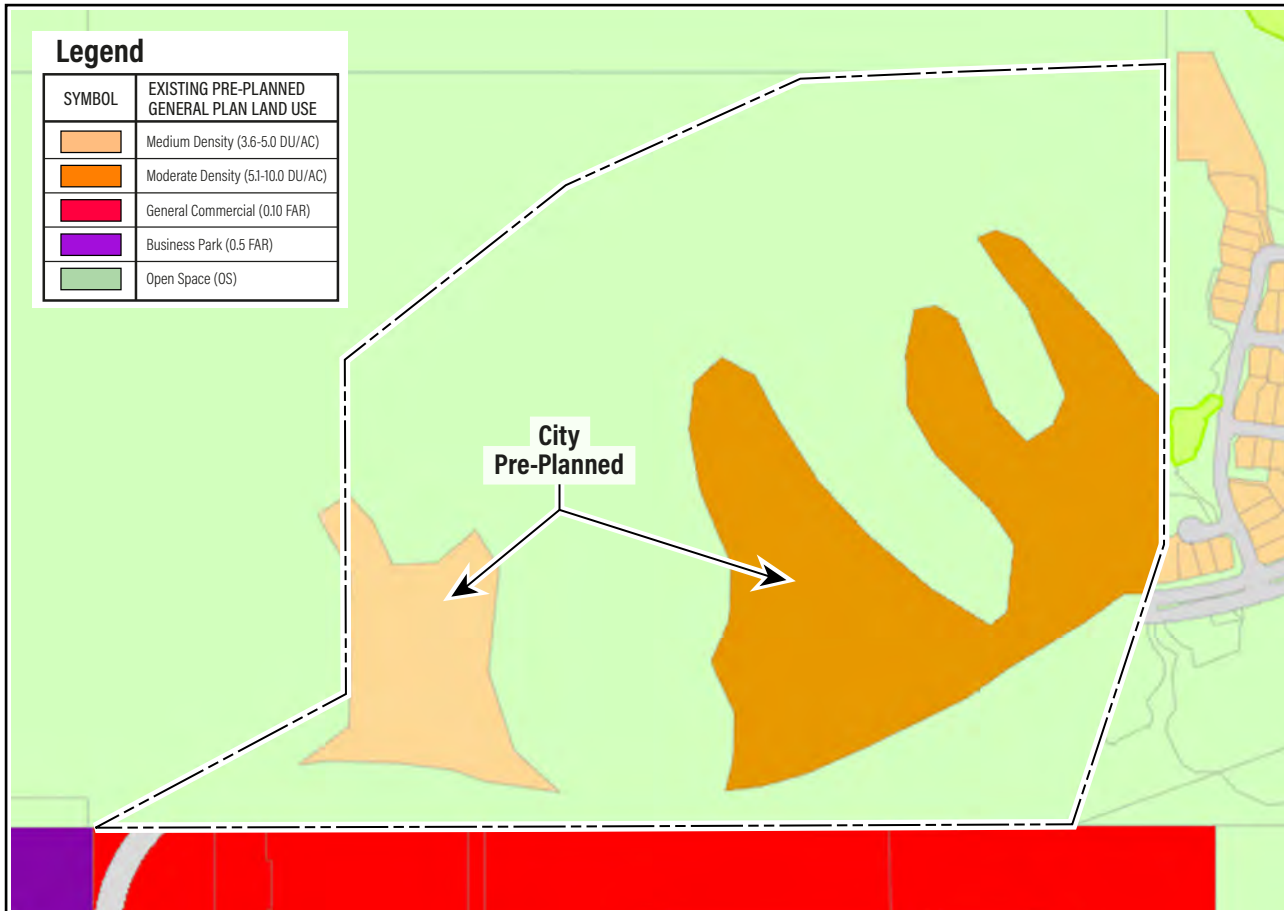 Legend
SYMBOL
EXISTING PRE-PLANNED
GENERAL PLAN LAND USE
Medium Density (3.6-5.0 DU/AC)
Moderate Density (5.1-10.0 DU/AC)
General Commercial (0.10 FAR)
Business Park (0.5 FAR)
Open Space (OS)
City
Pre-Planned